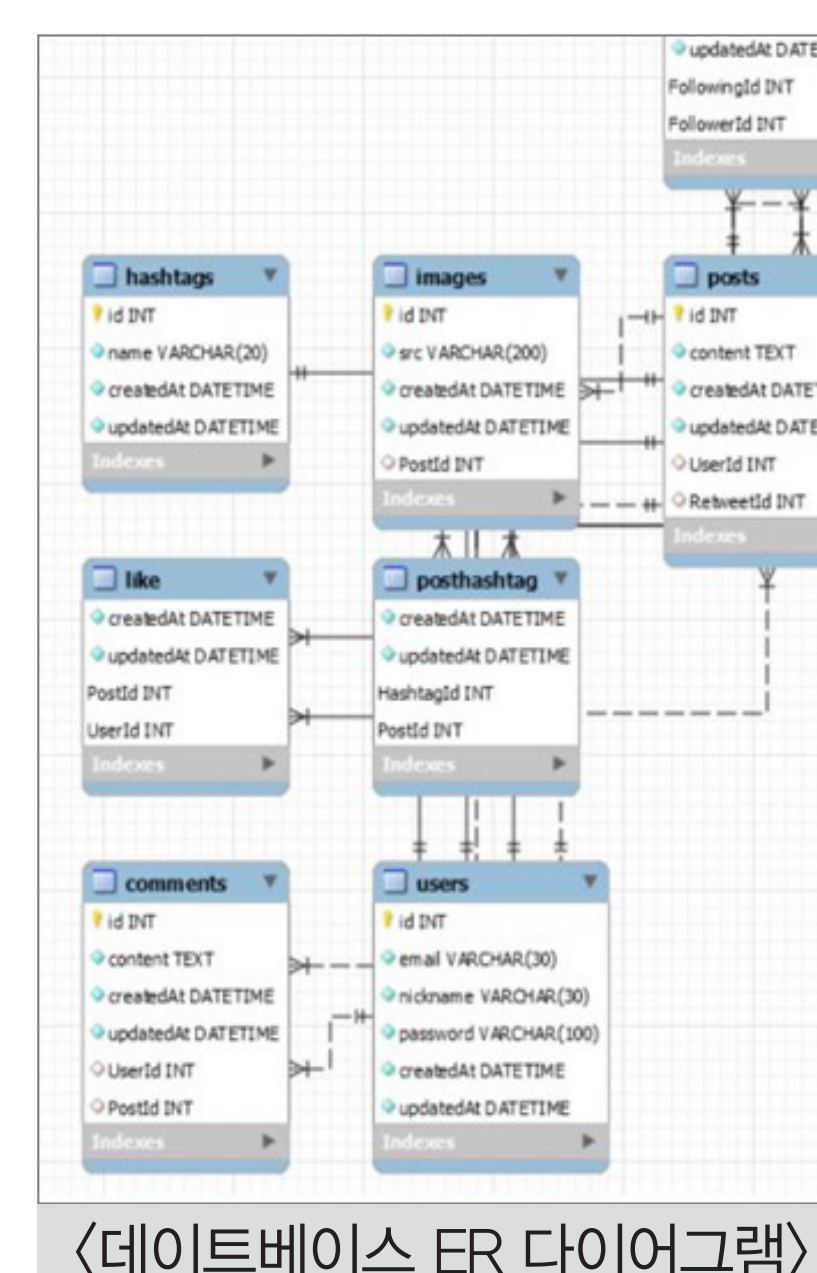 updatedAt DATE
FollowingId INT
FollowerId INT
Indexes
hashtags
id INT
name VARCHAR(20)
createdAt DATETIME
updatedAt DATETIME
Indexes
images
id INT
src VARCHAR(200)
createdAt DATETIME
updatedAt DATETIME
PostId INT
Indexes
posts
id INT
content TEXT
createdAt DATET
updatedAt DATE
UserId INT
RetweetId INT
Indexes
like
createdAt DATETIME
updatedAt DATETIME
PostId INT
UserId INT
Indexes
posthashtag
createdAt DATETIME
updatedAt DATETIME
HashtagId INT
PostId INT
Indexes
comments
id INT
content TEXT
createdAt DATETIME
updatedAt DATETIME
UserId INT
PostId INT
Indexes
users
id INT
email VARCHAR(30)
nickname VARCHAR(30)
password VARCHAR(100)
createdAt DATETIME
updatedAt DATETIME
Indexes
〈데이트베이스 ER 다이어그램〉